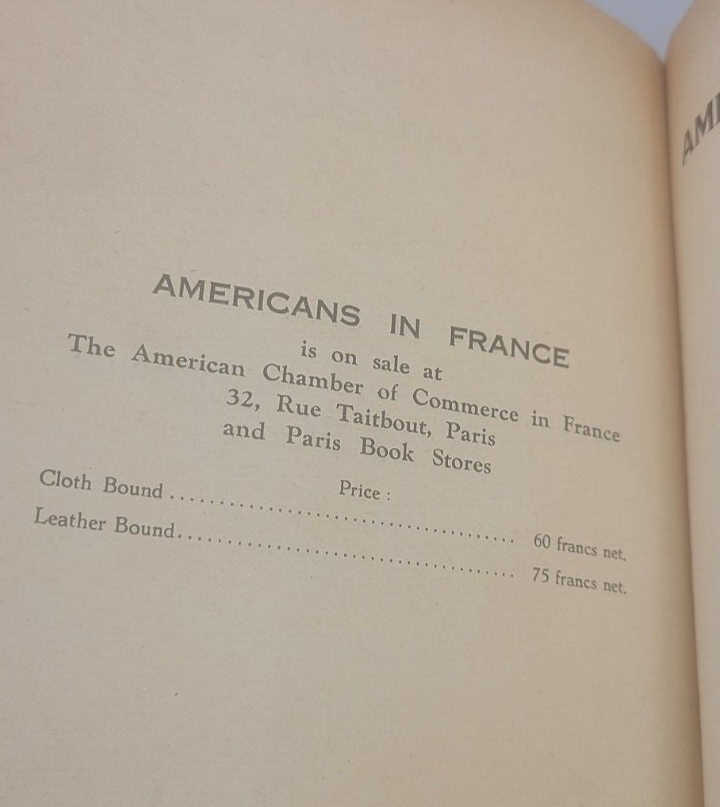 AMERICANS IN FRANCE
is on sale at
The American Chamber of Commerce in France
32, Rue Taitbout, Paris
and Paris Book Stores
Price :
Cloth Bound .................................... 60 francs net.
Leather Bound.................................... 75 francs net.